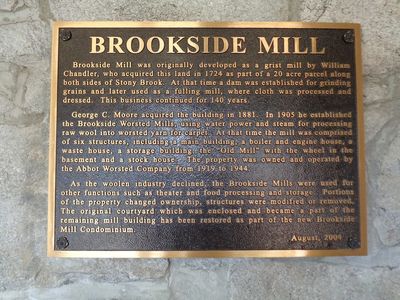 BROOKSIDE MILL
Brookside Mill was originally developed as a grist mill by William
Chandler, who acquired this land in 1724 as part of a 20 acre parcel along
both sides of Stony Brook. At that time a dam was established for grinding
grains and later used as a fulling mill, where cloth was processed and
dressed. This business continued for 140 years.
George C. Moore acquired the building in 1881. In 1905 he established
the Brookside Worsted Mills, using water power and steam for processing
raw wool into worsted yarn for carpet. At that time the mill was comprised
of six structures, including a main building, a boiler and engine house, a
waste house, a storage building, the "Old Mill" with the wheel in the
basement and a stock house. The property was owned and operated by
the Abbot Worsted Company from 1919 to 1944.
As the woolen industry declined, the Brookside Mills were used for
other functions such as theater and food processing and storage. Portions
of the property changed ownership, structures were modified or removed.
The original courtyard which was enclosed and became a part of the
remaining mill building has been restored as part of the new Brookside
Mill Condominium.
August,